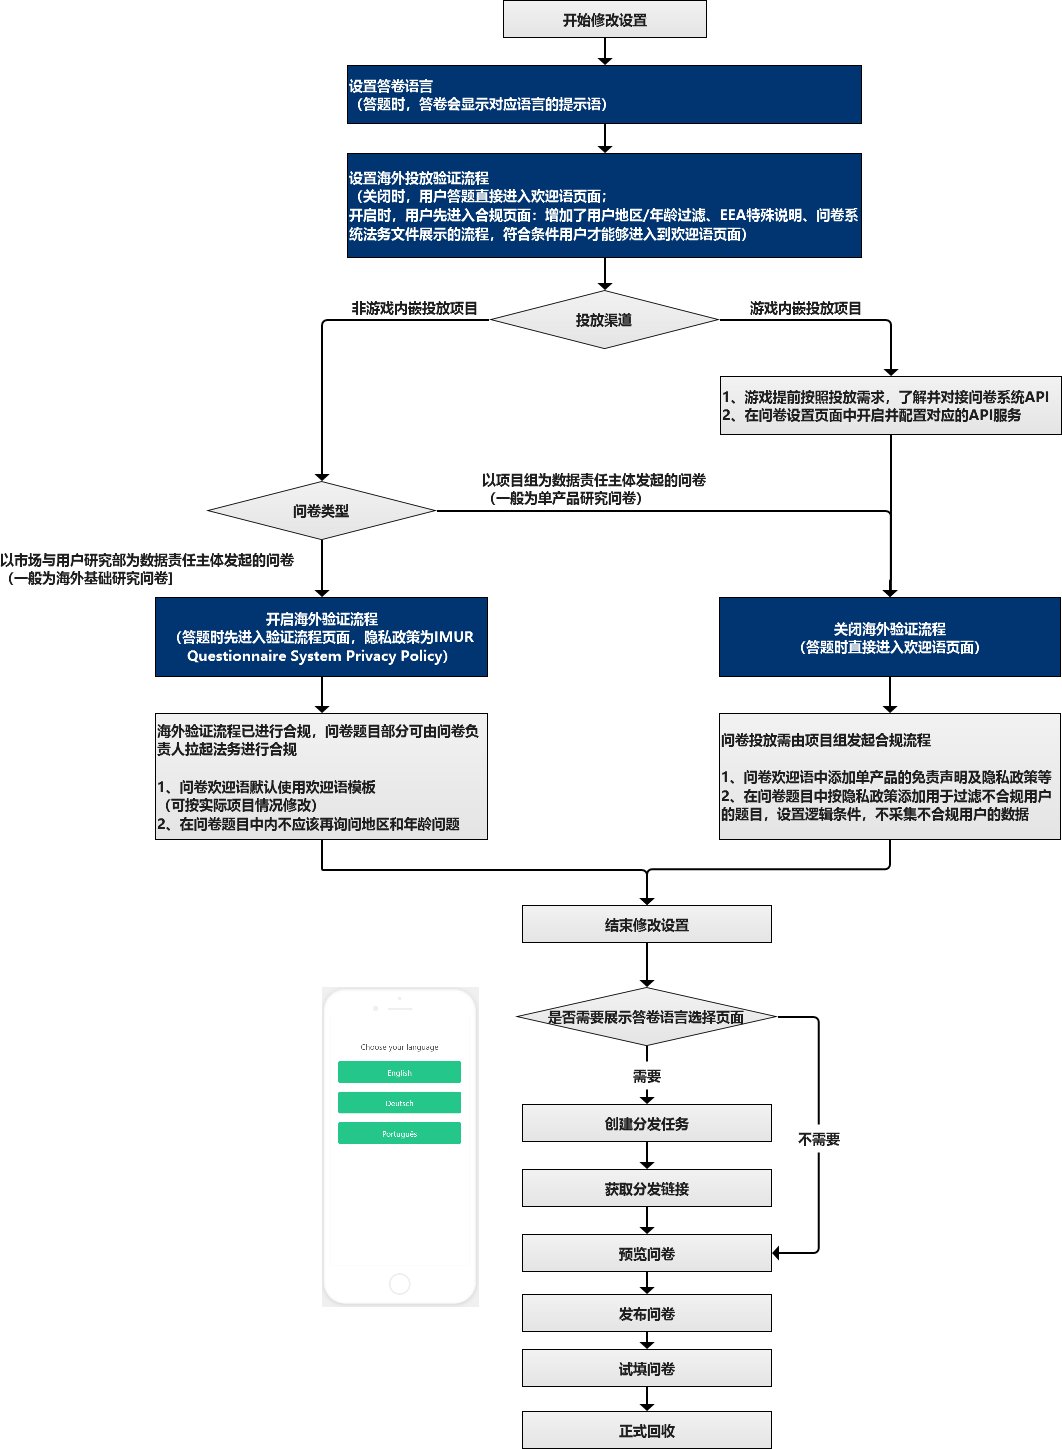 开始修改设置
设置答卷语言
（答题时，答卷会显示对应语言的提示语）
设置海外投放验证流程
（关闭时，用户答题直接进入欢迎语页面；
开启时，用户先进入合规页面：增加了用户地区/年龄过滤、EEA特殊说明、问卷系
统法务文件展示的流程，符合条件用户才能够进入到欢迎语页面）
非游戏内嵌投放项目
投放渠道
游戏内嵌投放项目
1、游戏提前按照投放需求，了解并对接问卷系统API
2、在问卷设置页面中开启并配置对应的API服务
以项目组为数据责任主体发起的问卷
（一般为单产品研究问卷）
问卷类型
以市场与用户研究部为数据责任主体发起的问卷
（一般为海外基础研究问卷]
开启海外验证流程
（答题时先进入验证流程页面，隐私政策为IMUR
Questionnaire System Privacy Policy）
关闭海外验证流程
（答题时直接进入欢迎语页面）
海外验证流程已进行合规，问卷题目部分可由问卷负
责人拉起法务进行合规
1、问卷欢迎语默认使用欢迎语模板
（可按实际项目情况修改）
2、在问卷题目中内不应该再询问地区和年龄问题
问卷投放需由项目组发起合规流程
1、问卷欢迎语中添加单产品的免责声明及隐私政策等
2、在问卷题目中按隐私政策添加用于过滤不合规用户
的题目，设置逻辑条件，不采集不合规用户的数据
结束修改设置
是否需要展示答卷语言选择页面
需要
不需要
创建分发任务
获取分发链接
预览问卷
发布问卷
试填问卷
正式回收
Choose your language
English
Deutsch
Português